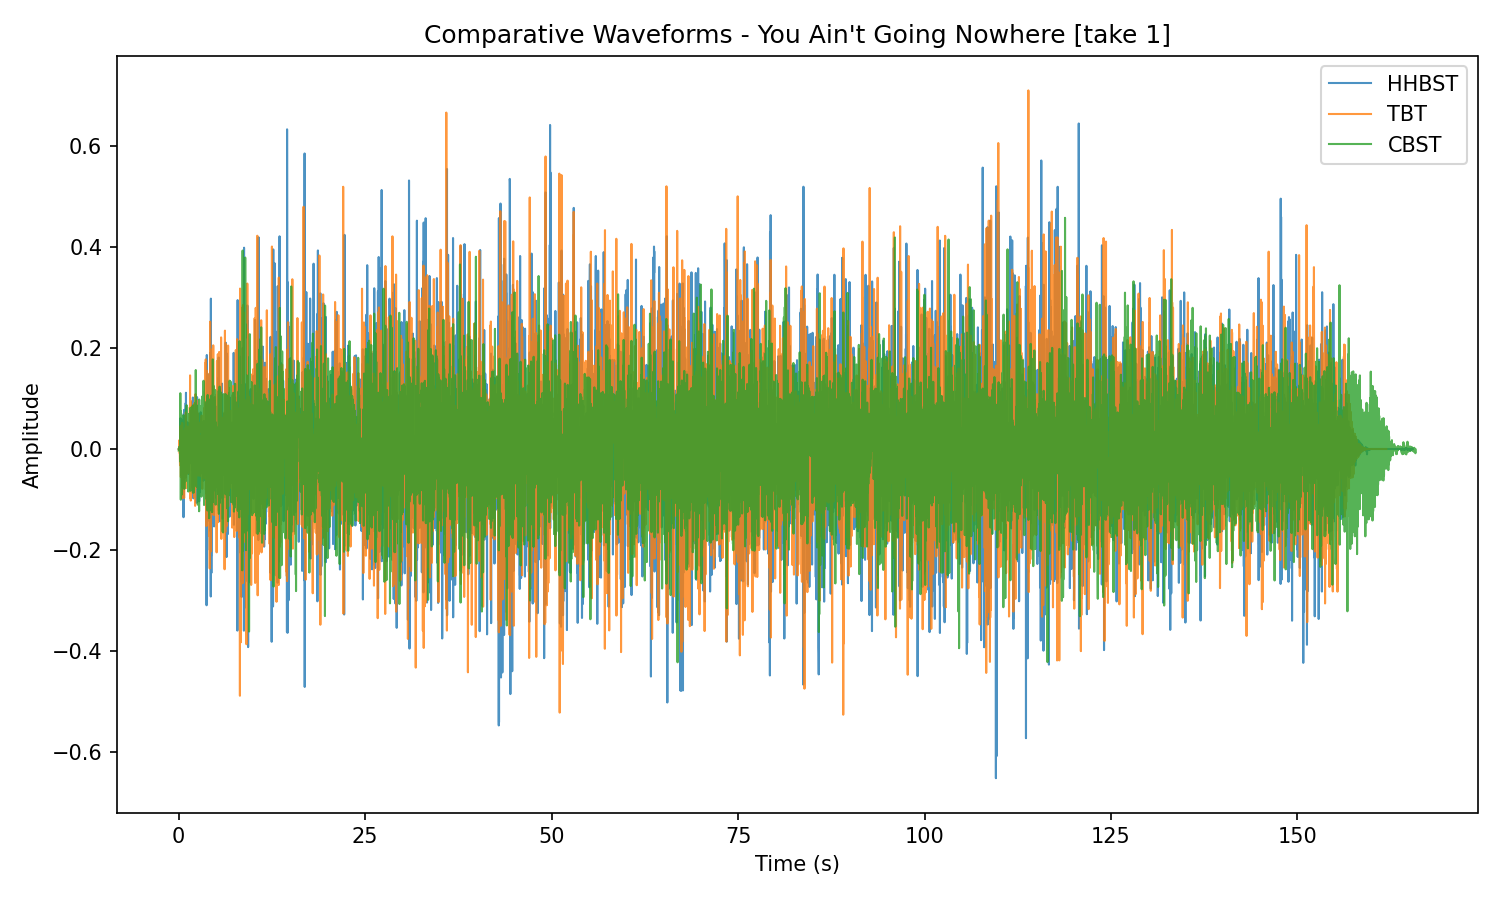 Comparative Waveforms - You Ain't Going Nowhere [take 1]
HHBST
TBT
CBST
Amplitude
0.6
0.4
0.2
0.0
−0.2
−0.4
−0.6
0 25 50 75 100 125 150
Time (s)